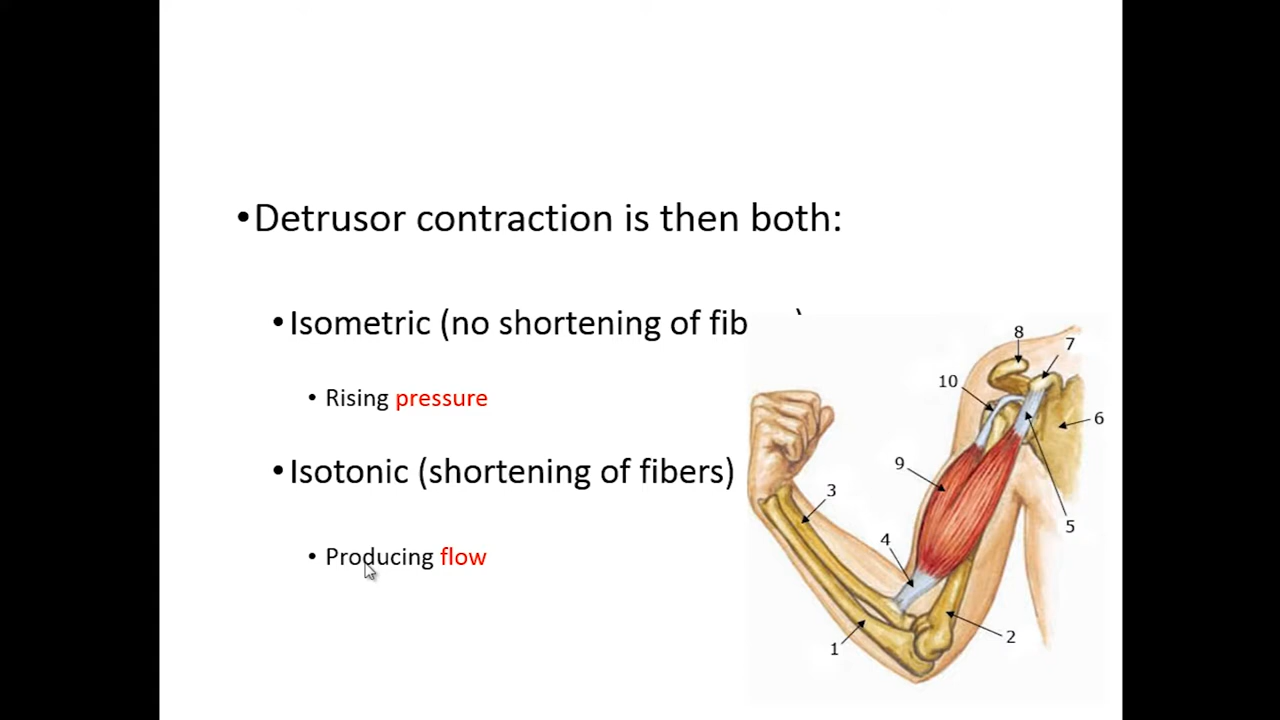 •Detrusor contraction is then both:
•Isometric (no shortening of fib
• Rising pressure
•Isotonic (shortening of fibers)
• Producing flow
8
7
10
6
9
3
5
4
2
1